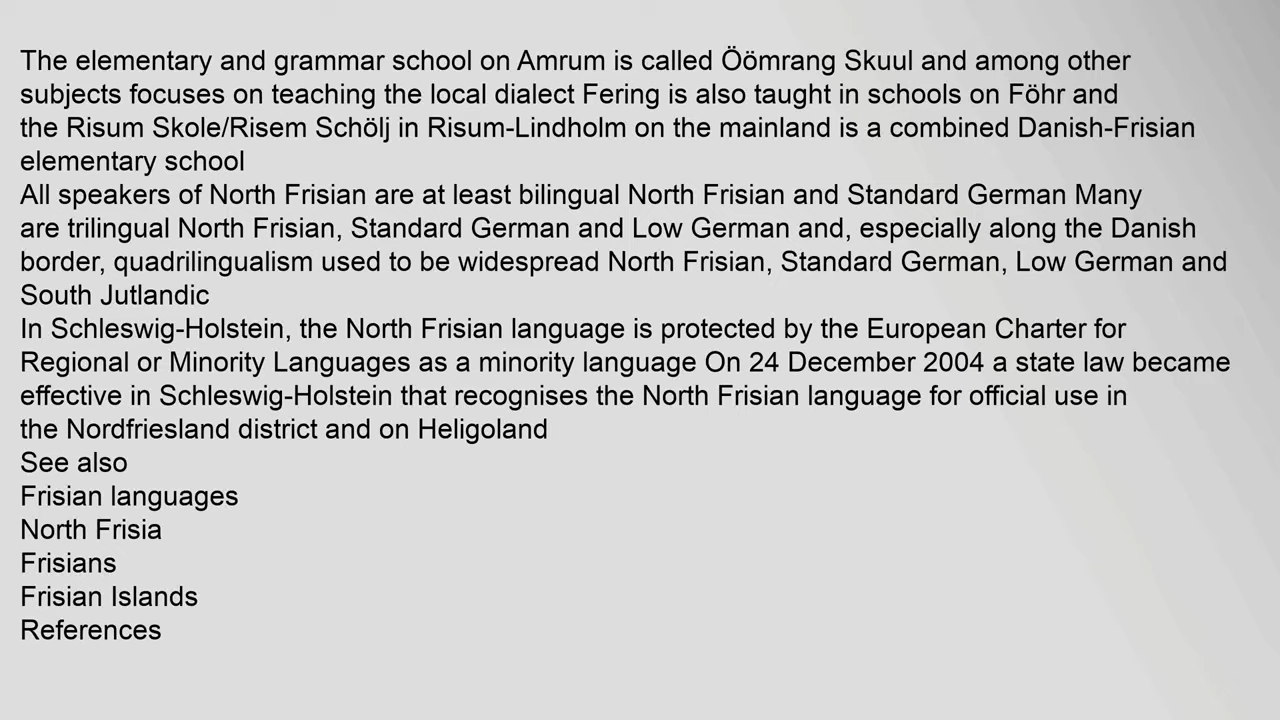 The elementary and grammar school on Amrum is called Öömrang Skuul and among other
subjects focuses on teaching the local dialect Fering is also taught in schools on Föhr and
the Risum Skole/Risem Schölj in Risum-Lindholm on the mainland is a combined Danish-Frisian
elementary school
All speakers of North Frisian are at least bilingual North Frisian and Standard German Many
are trilingual North Frisian, Standard German and Low German and, especially along the Danish
border, quadrilingualism used to be widespread North Frisian, Standard German, Low German and
South Jutlandic
In Schleswig-Holstein, the North Frisian language is protected by the European Charter for
Regional or Minority Languages as a minority language On 24 December 2004 a state law became
effective in Schleswig-Holstein that recognises the North Frisian language for official use in
the Nordfriesland district and on Heligoland
See also
Frisian languages
North Frisia
Frisians
Frisian Islands
References